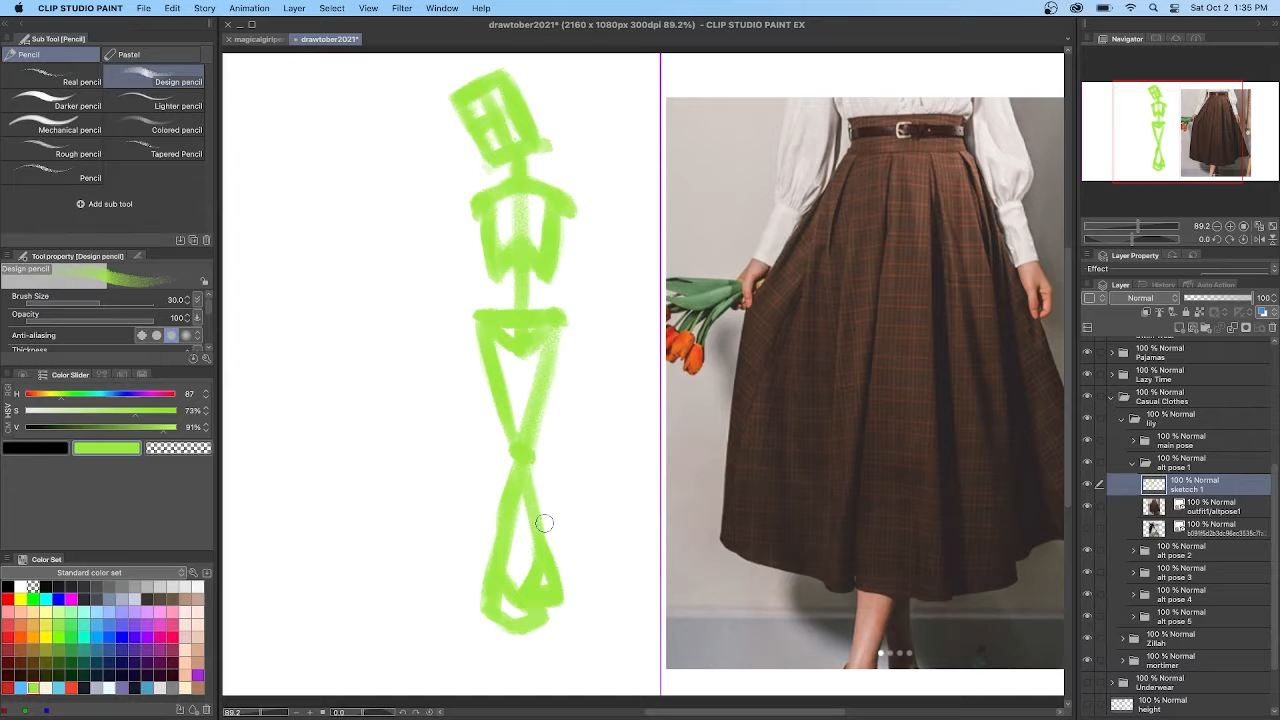 CLIP STUDIO PAINT
File
Edit
Story
Animation
Layer
Select
View
Filter
Window
Help
Sat Oct 2 1:35 PM
drawtober2021* (2160 x 1080px 300dpi 89.2%) - CLIP STUDIO PAINT EX
magicalgirlper
drawtober2021*
Sub Tool [Pencil]
Pencil
Pastel
Real pencil
Design pencil
Darker pencil
Lighter pencil
Mechanical pencil
Colored pencil
Rough pencil
Tapered Pencil
Pencil
Add sub tool
Tool property [Design pencil]
Design pencil
Brush Size
30.0
Opacity
100
Anti-aliasing
Thickness
Color Slider
H
87
S
73%
V
91%
Color Set
Standard color set
89.2
0.0
Navigator
89.2
0.0
Layer Property
Effect
Layer
History
Auto Action
Normal
100
Pajamas
100 % Normal
Lazy Time
100 % Normal
Casual Clothes
100 % Normal
lily
100 % Normal
main pose
100 % Normal
alt pose 1
100 % Normal
sketcch 1
100 % Normal
outfit1/altpose1
100 % Normal
100 % Normal
alt pose 2
100 % Normal
alt pose 3
100 % Normal
alt pose 4
100 % Normal
alt pose 5
100 % Normal
Zillah
100 % Normal
mortimer
100 % Normal
Underwear
100 % Normal
height